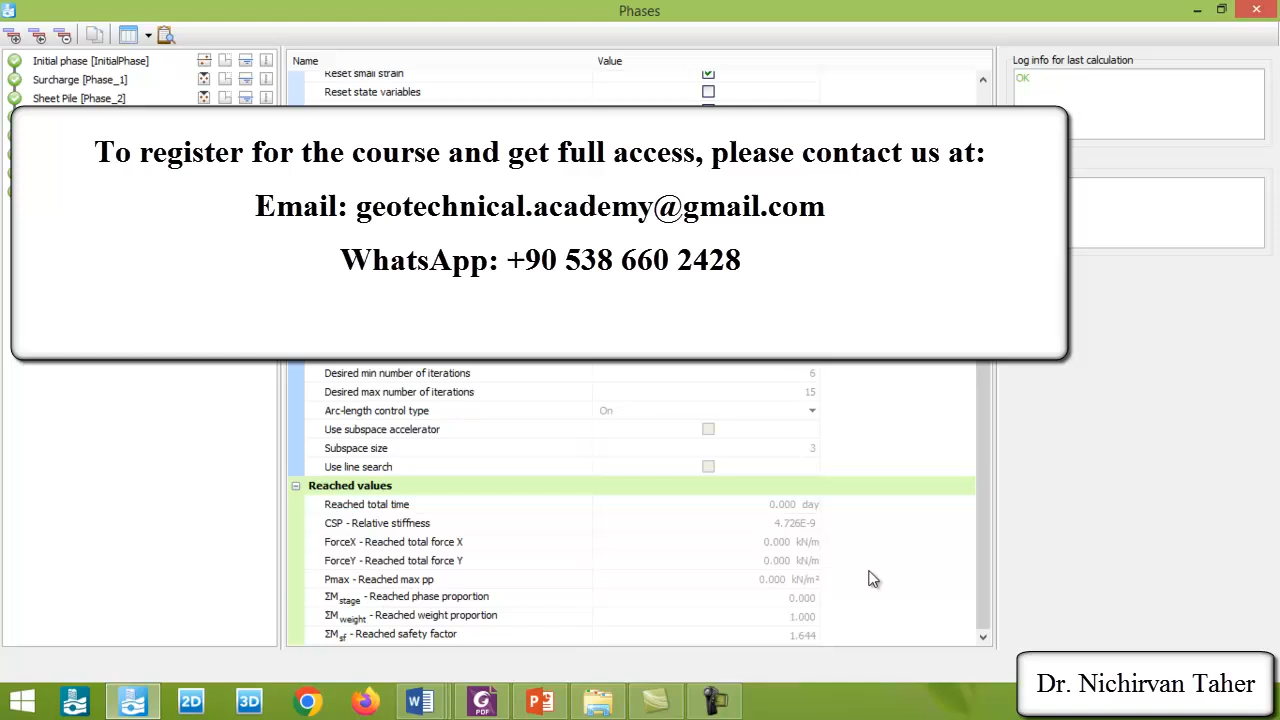 Phases
Initial phase [InitialPhase]
Surcharge [Phase_1]
Sheet Pile [Phase_2]
Name Value
Reset small strain
Reset state variables
Log info for last calculation
OK
To register for the course and get full access, please contact us at:
Email: geotechnical.academy@gmail.com
WhatsApp: +90 538 660 2428
Desired min number of iterations 6
Desired max number of iterations 15
Arc-length control type On
Use subspace accelerator
Subspace size 3
Use line search
Reached values
Reached total time 0.000 day
CSP - Relative stiffness 4.726E-9
ForceX - Reached total force X 0.000 kN/m
ForceY - Reached total force Y 0.000 kN/m
Pmax - Reached max pp 0.000 kN/m²
ΣMstage - Reached phase proportion 0.000
ΣMweight - Reached weight proportion 1.000
ΣMsf - Reached safety factor 1.644
Dr. Nichirvan Taher
2D 3D PDF